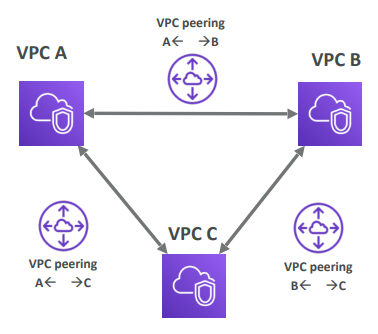 VPC peering
A← →B
VPC A
VPC B
VPC C
VPC peering
A← →C
VPC peering
B← →C